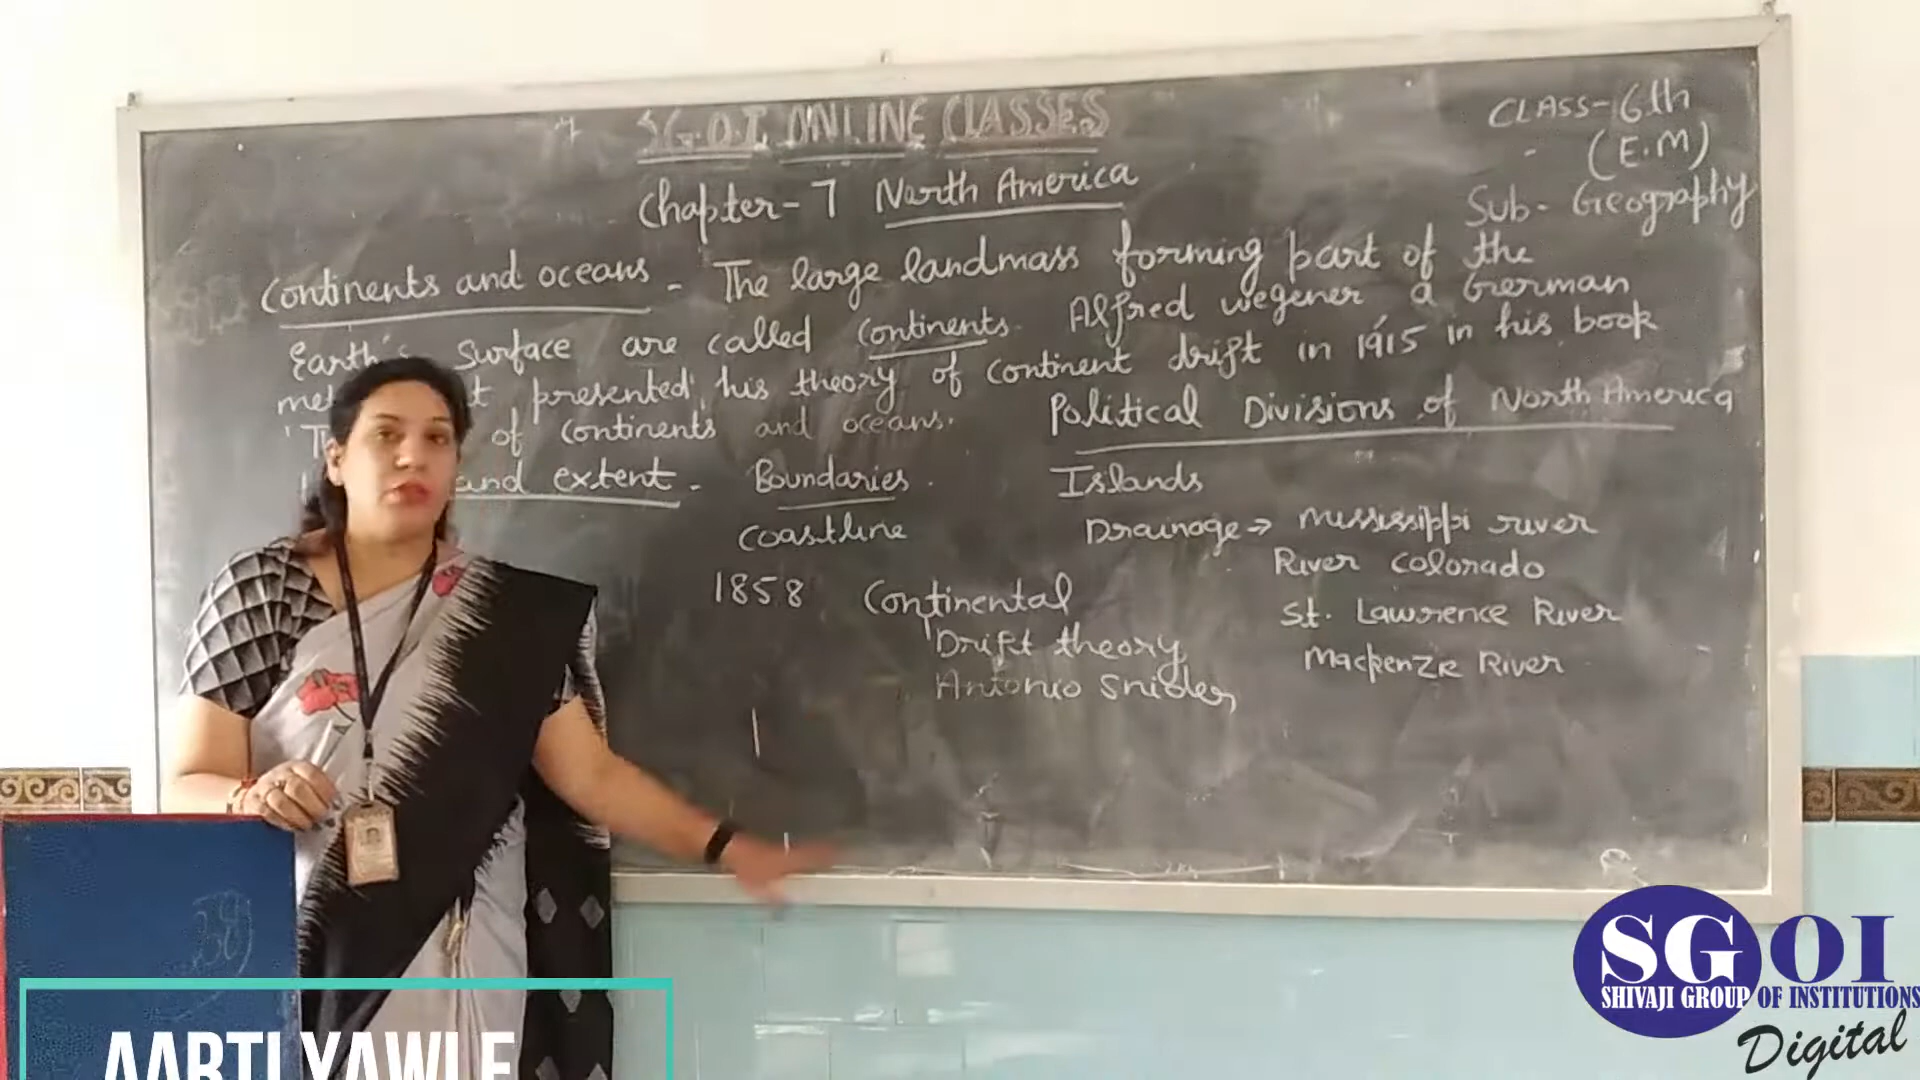 S.G.O.I. ONLINE CLASSES
CLASS-6th
(E.M)
Sub- Geography
Chapter-7 North America
Continents and oceans - The large landmass forming part of the
Earth's Surface are called Continents. Alfred wegener a German
met t presented his theory of continent drift in 1915 in his book
of continents and oceans.
Political Divisions of North America
and extent - Boundaries.
Coastline
1858 Continental
Drift theory
Antonio Snider
Islands
Drainage → Mississippi river
River Colorado
St. Lawrence River
Mackenze River
AARTI YAWLE
SGOI
SHIVAJI GROUP OF INSTITUTIONS
Digital